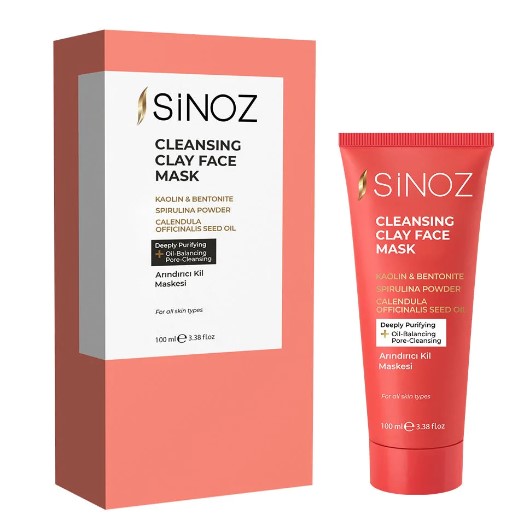 SiNOZ
CLEANSING
CLAY FACE
MASK
KAOLIN & BENTONITE
SPIRULINA POWDER
CALENDULA
OFFICINALIS SEED OIL
Deeply Purifying
+ Oil-Balancing
Pore-Cleansing
Arındırıcı Kil
Maskesi
For all skin types
100 ml ℮ 3.38 fl.oz
SiNOZ
CLEANSING
CLAY FACE
MASK
KAOLIN & BENTONITE
SPIRULINA POWDER
CALENDULA
OFFICINALIS SEED OIL
Deeply Purifying
+ Oil-Balancing
Pore-Cleansing
Arındırıcı Kil
Maskesi
For all skin types
100 ml ℮ 3.38 fl.oz